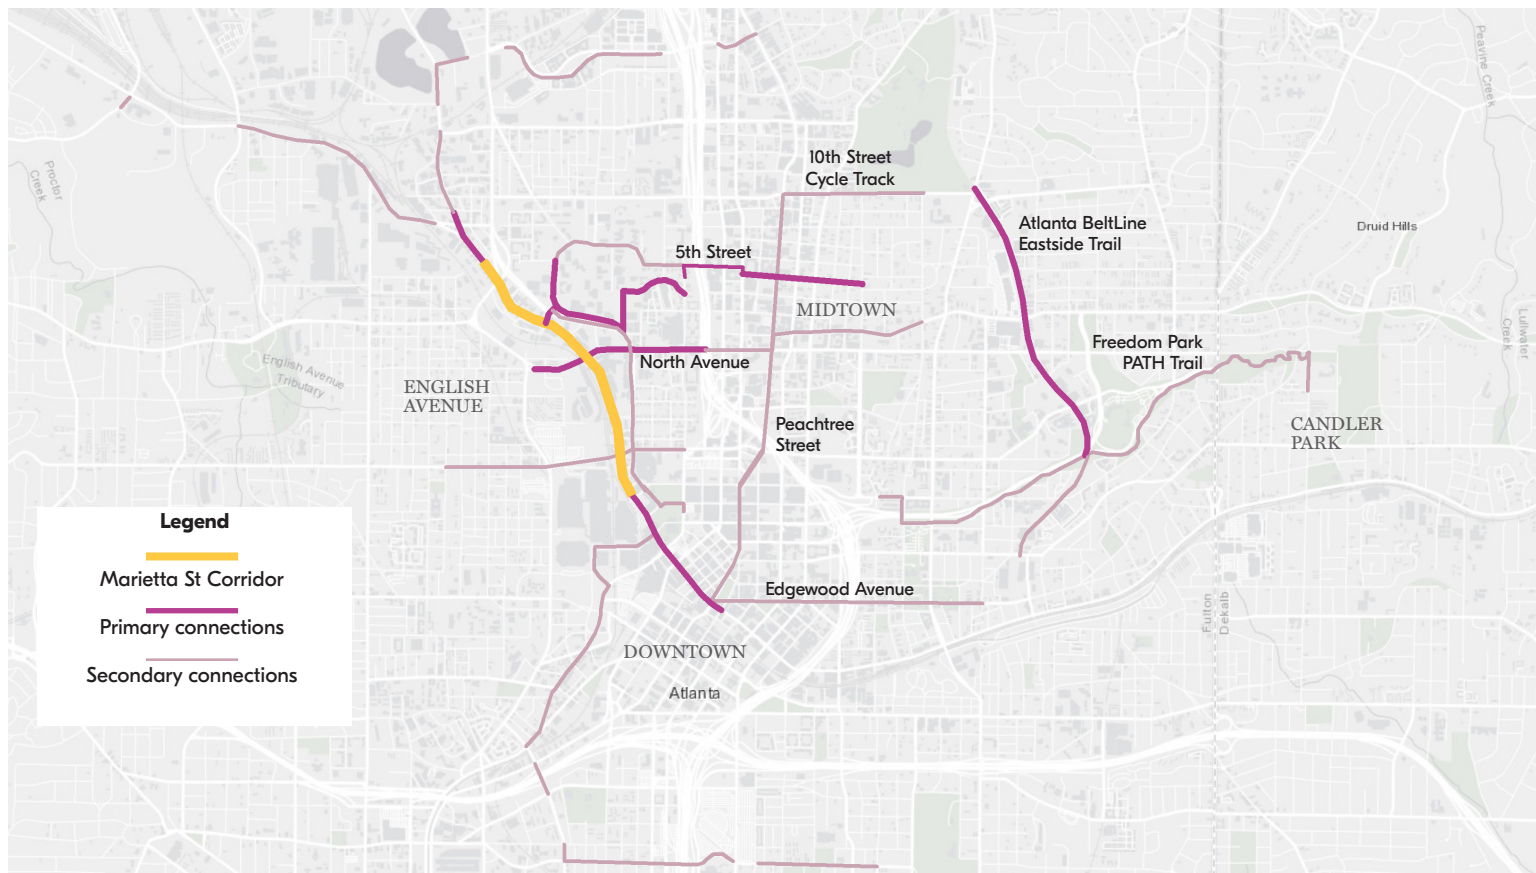 Peavine Creek
10th Street
Cycle Track
Proctor
Creek
Atlanta BeltLine
Eastside Trail
Druid Hills
5th Street
MIDTOWN
Lullwater
Creek
Freedom Park
PATH Trail
North Avenue
English Avenue
Tributary
ENGLISH
AVENUE
Peachtree
Street
CANDLER
PARK
Legend
Marietta St Corridor
Primary connections
Secondary connections
Edgewood Avenue
Fulton
Dekalb
DOWNTOWN
Atlanta